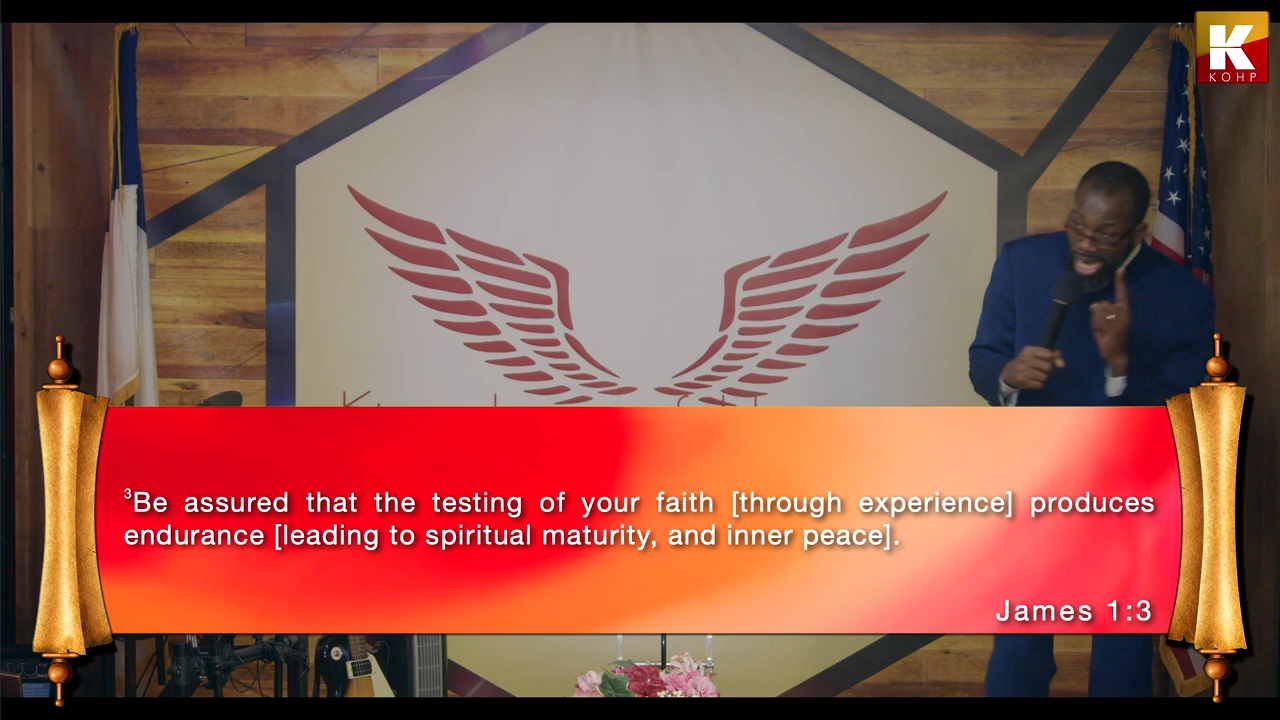 K
KOHP
³Be assured that the testing of your faith [through experience] produces
endurance [leading to spiritual maturity, and inner peace].
James 1:3